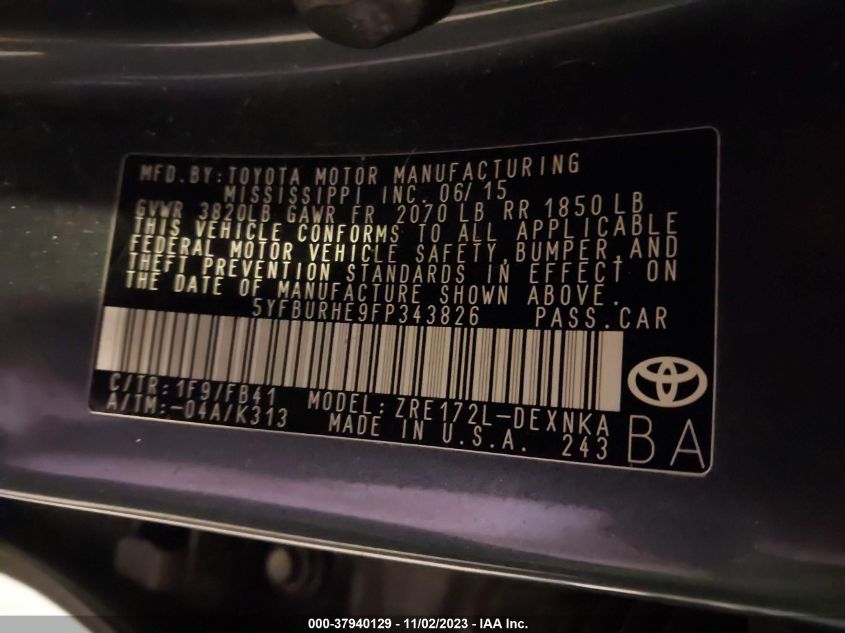 MFD. BY: TOYOTA MOTOR MANUFACTURING
MISSISSIPPI INC. 06/15
GVWR 3820LB GAWR FR 2070 LB RR 1850 LB
THIS VEHICLE CONFORMS TO ALL APPLICABLE
FEDERAL MOTOR VEHICLE SAFETY, BUMPER, AND
THEFT PREVENTION STANDARDS IN EFFECT ON
THE DATE OF MANUFACTURE SHOWN ABOVE.
5YFBURHE9FP343826 PASS. CAR
C/TR: 1F9/FB41 MODEL: ZRE172L-DEXNKA
A/TM: -04A/K313 MADE IN U.S.A. 243
BA
000-37940129 - 11/02/2023 - IAA Inc.